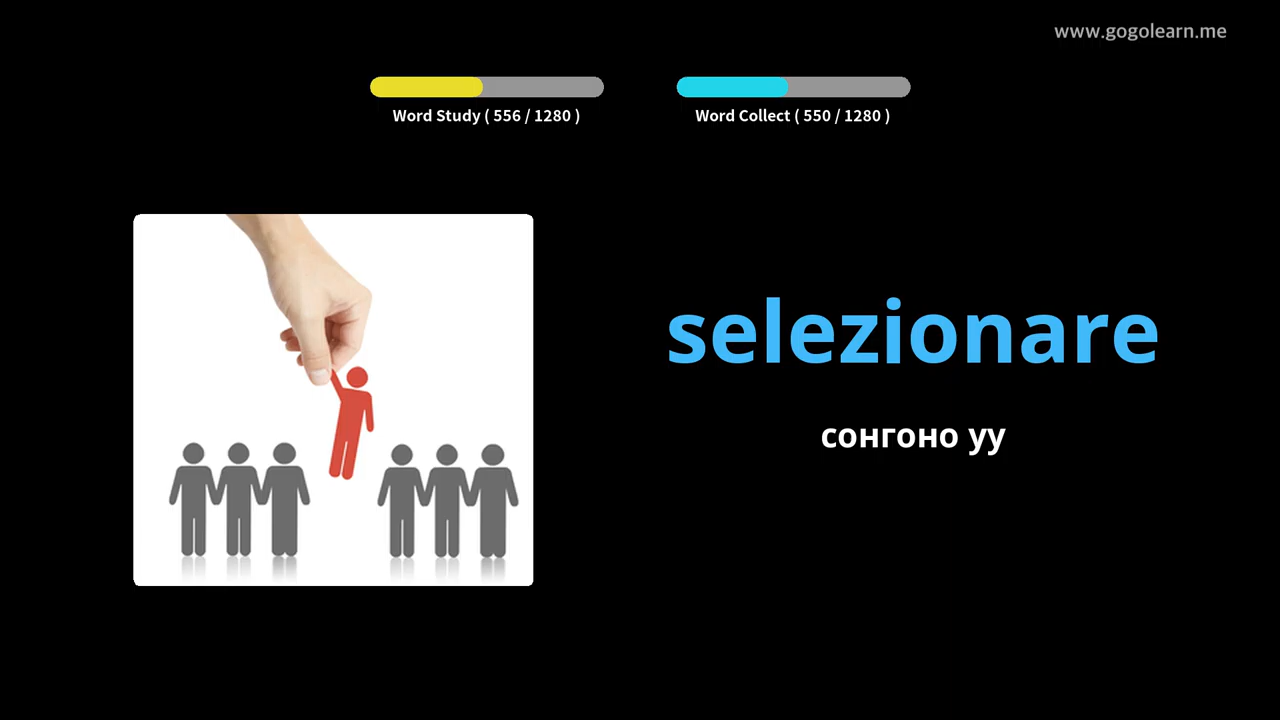 www.gogolearn.me
Word Study ( 556 / 1280 )
Word Collect ( 550 / 1280 )
selezionare
сонгоно уу